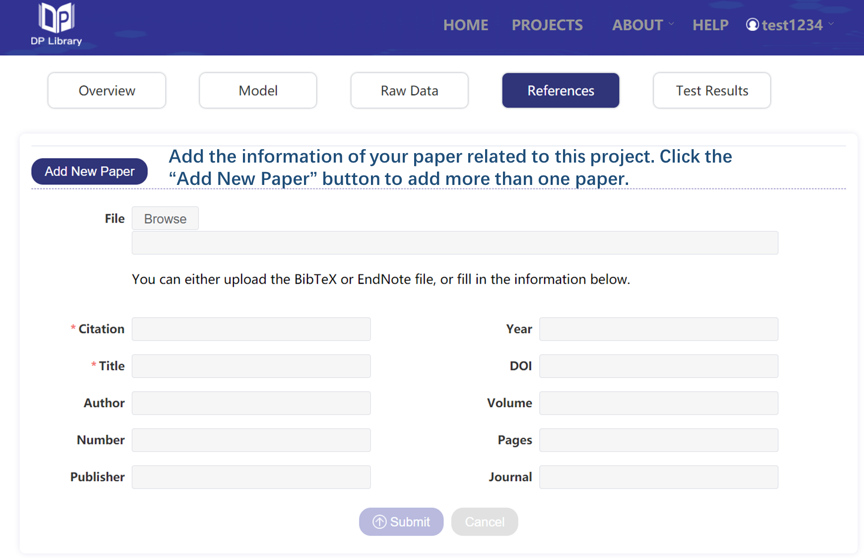 DP
DP Library
HOME PROJECTS ABOUT HELP test1234
Overview Model Raw Data References Test Results
Add New Paper
Add the information of your paper related to this project. Click the
“Add New Paper” button to add more than one paper.
File Browse
You can either upload the BibTeX or EndNote file, or fill in the information below.
* Citation Year
* Title DOI
Author Volume
Number Pages
Publisher Journal
Submit Cancel